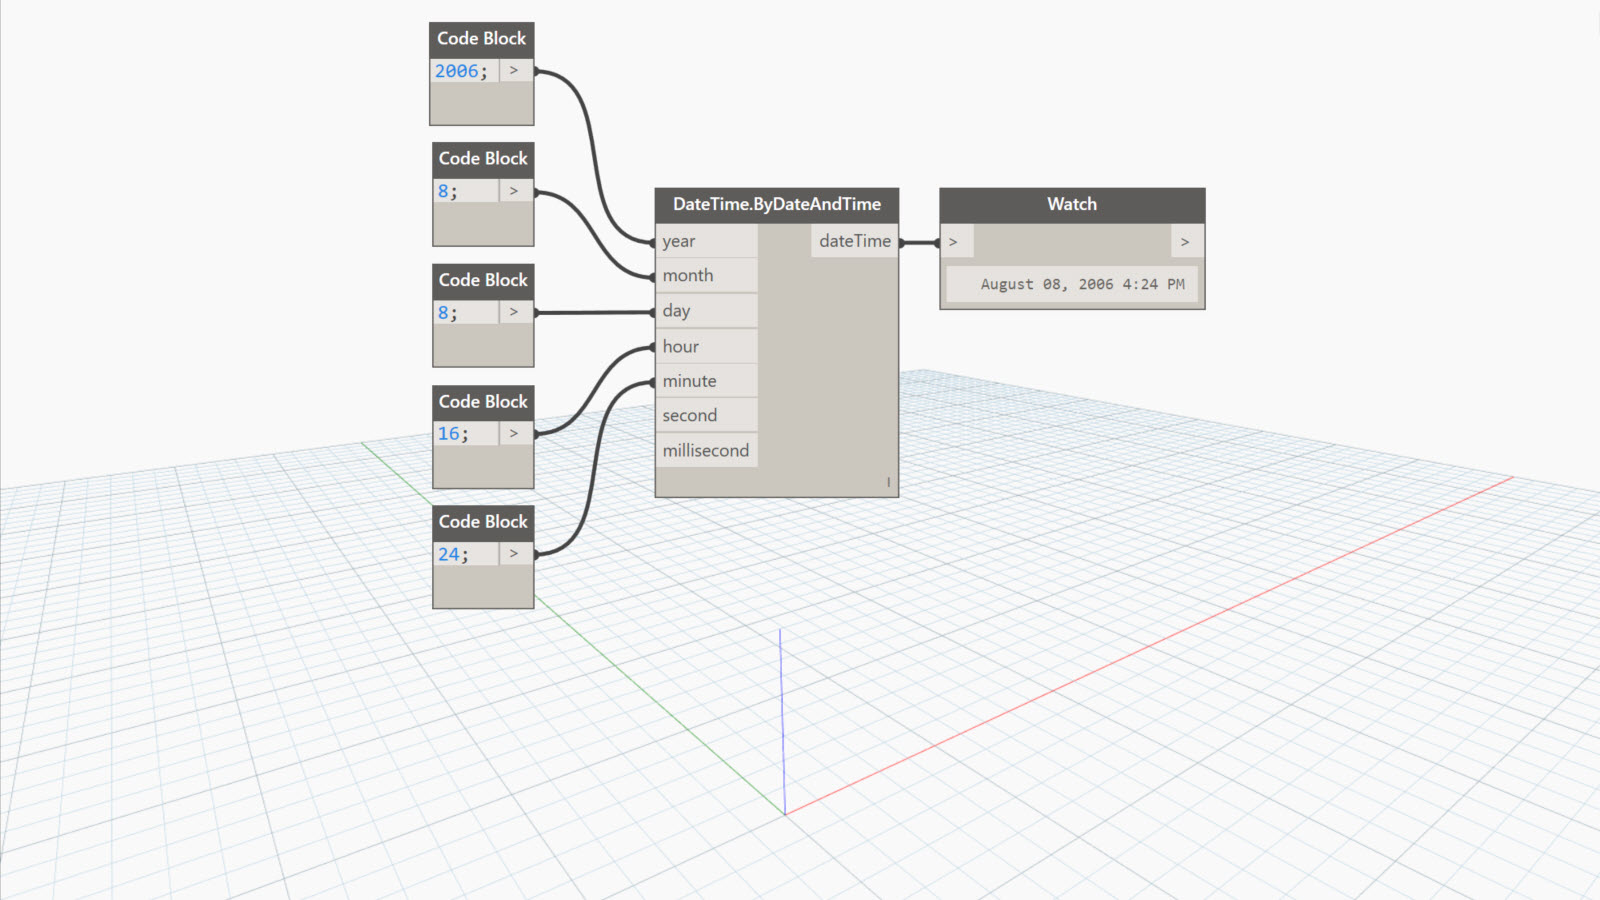 Code Block
2006; >
Code Block
8; >
Code Block
8; >
Code Block
16; >
Code Block
24; >
DateTime.ByDateAndTime
year dateTime
month
day
hour
minute
second
millisecond
l
Watch
> >
August 08, 2006 4:24 PM